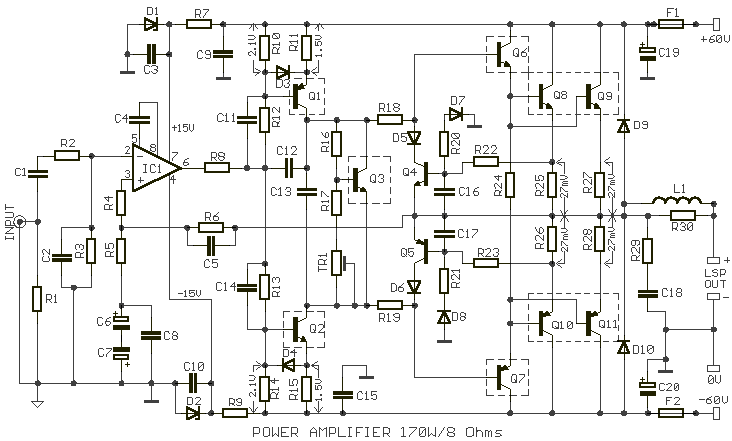 D1
R7
F1
+60V
C3
C9
2.1V
R10
R11
1.5V
C19
D3
Q6
Q1
Q8
Q9
C4
+15V
C11
R12
R18
D7
D9
R2
5
8
R16
D5
R20
C1
2
7
IC1
6
R8
C12
R22
3
4
C13
Q3
Q4
C16
R24
R25
27mV
R27
27mV
R4
R17
L1
INPUT
R6
R30
C2
R3
R5
C5
TR1
Q5
C17
R26
27mV
R28
27mV
R29
+
LSP
OUT
-
R23
R21
D6
-15V
C14
R13
C18
R1
C6
C7
C8
Q2
R19
D8
Q10
Q11
D4
D10
C10
2.1V
R14
R15
1.5V
C15
Q7
C20
0V
D2
R9
F2
-60V
POWER AMPLIFIER 170W/8 Ohms